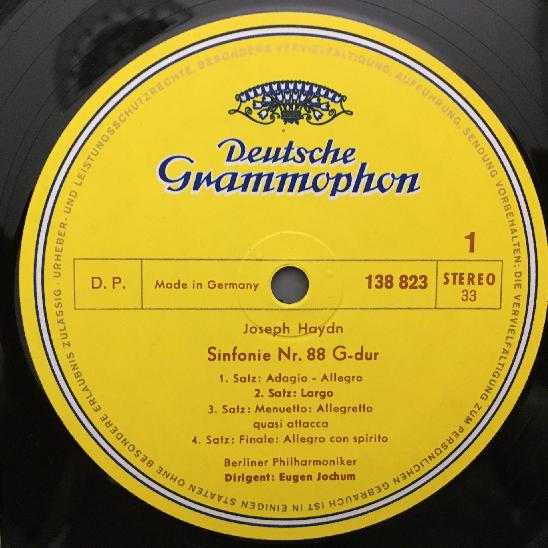 Deutsche
Grammophon
1
D. P.
Made in Germany
138 823
STEREO
33
Joseph Haydn
Sinfonie Nr. 88 G-dur
1. Satz: Adagio - Allegro
2. Satz: Largo
3. Satz: Menuetto: Allegretto
quasi attacca
4. Satz: Finale: Allegro con spirito
Berliner Philharmoniker
Dirigent: Eugen Jochum
URHEBER- UND LEISTUNGSSCHUTZRECHTE, BESONDERS VERVIELFÄLTIGUNG, AUFFÜHRUNG, SENDUNG VORBEHALTEN; DIE VERVIELFÄLTIGUNG ZUM PERSÖNLICHEN GEBRAUCH IST IN EINIGEN STAATEN OHNE BESONDERE ERLAUBNIS ZULÄSSIG ·